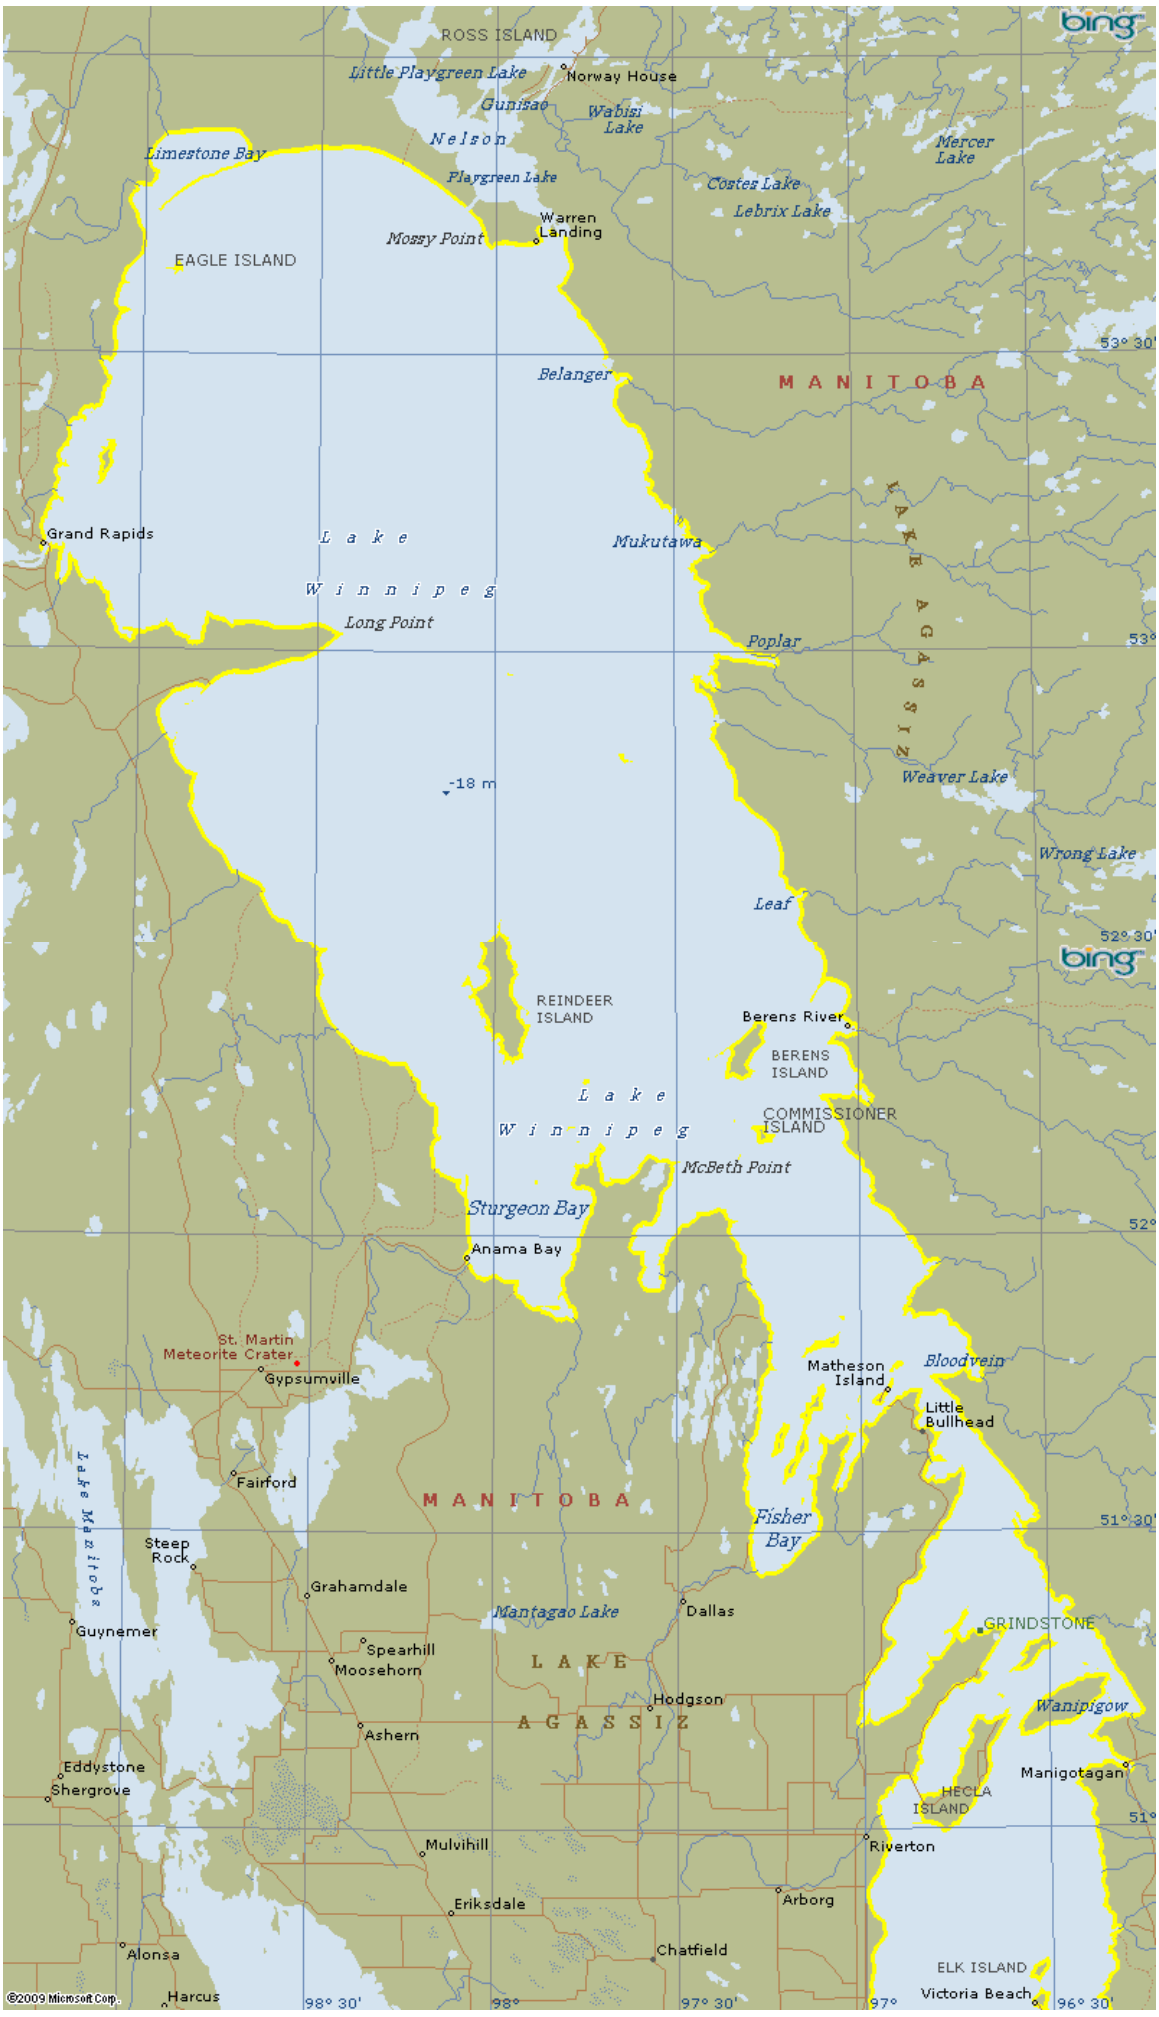 bing
ROSS ISLAND
Little Playgreen Lake
Norway House
Gunisao
Wabisi
Lake
Nelson
Mercer
Lake
Limestone Bay
Playgreen Lake
Costes Lake
Lebrix Lake
Warren
Landing
Mossy Point
EAGLE ISLAND
53° 30'
Belanger
MANITOBA
LAKE AGASSIZ
Grand Rapids
Lake
Winnipeg
Mukutawa
Long Point
Poplar
53°
-18 m
Weaver Lake
Wrong Lake
Leaf
52° 30'
bing
REINDEER
ISLAND
Berens River
BERENS
ISLAND
Lake
Winnipeg
COMMISSIONER
ISLAND
McBeth Point
Sturgeon Bay
52°
Anama Bay
St. Martin
Meteorite Crater
Gypsumville
Matheson
Island
Bloodvein
Little
Bullhead
Lake Manitoba
Fairford
MANITOBA
Fisher
Bay
51° 30'
Steep
Rock
Grahamdale
Mantagao Lake
Dallas
Guynemer
GRINDSTONE
Spearhill
Moosehorn
LAKE
AGASSIZ
Hodgson
Wanipigow
Ashern
Eddystone
Shergrove
Manigotagan
HECLA
ISLAND
51°
Mulvihill
Riverton
Eriksdale
Arborg
Alonsa
Chatfield
ELK ISLAND
Victoria Beach
Harcus
©2009 Microsoft Corp.
98° 30'
98°
97° 30'
97°
96° 30'